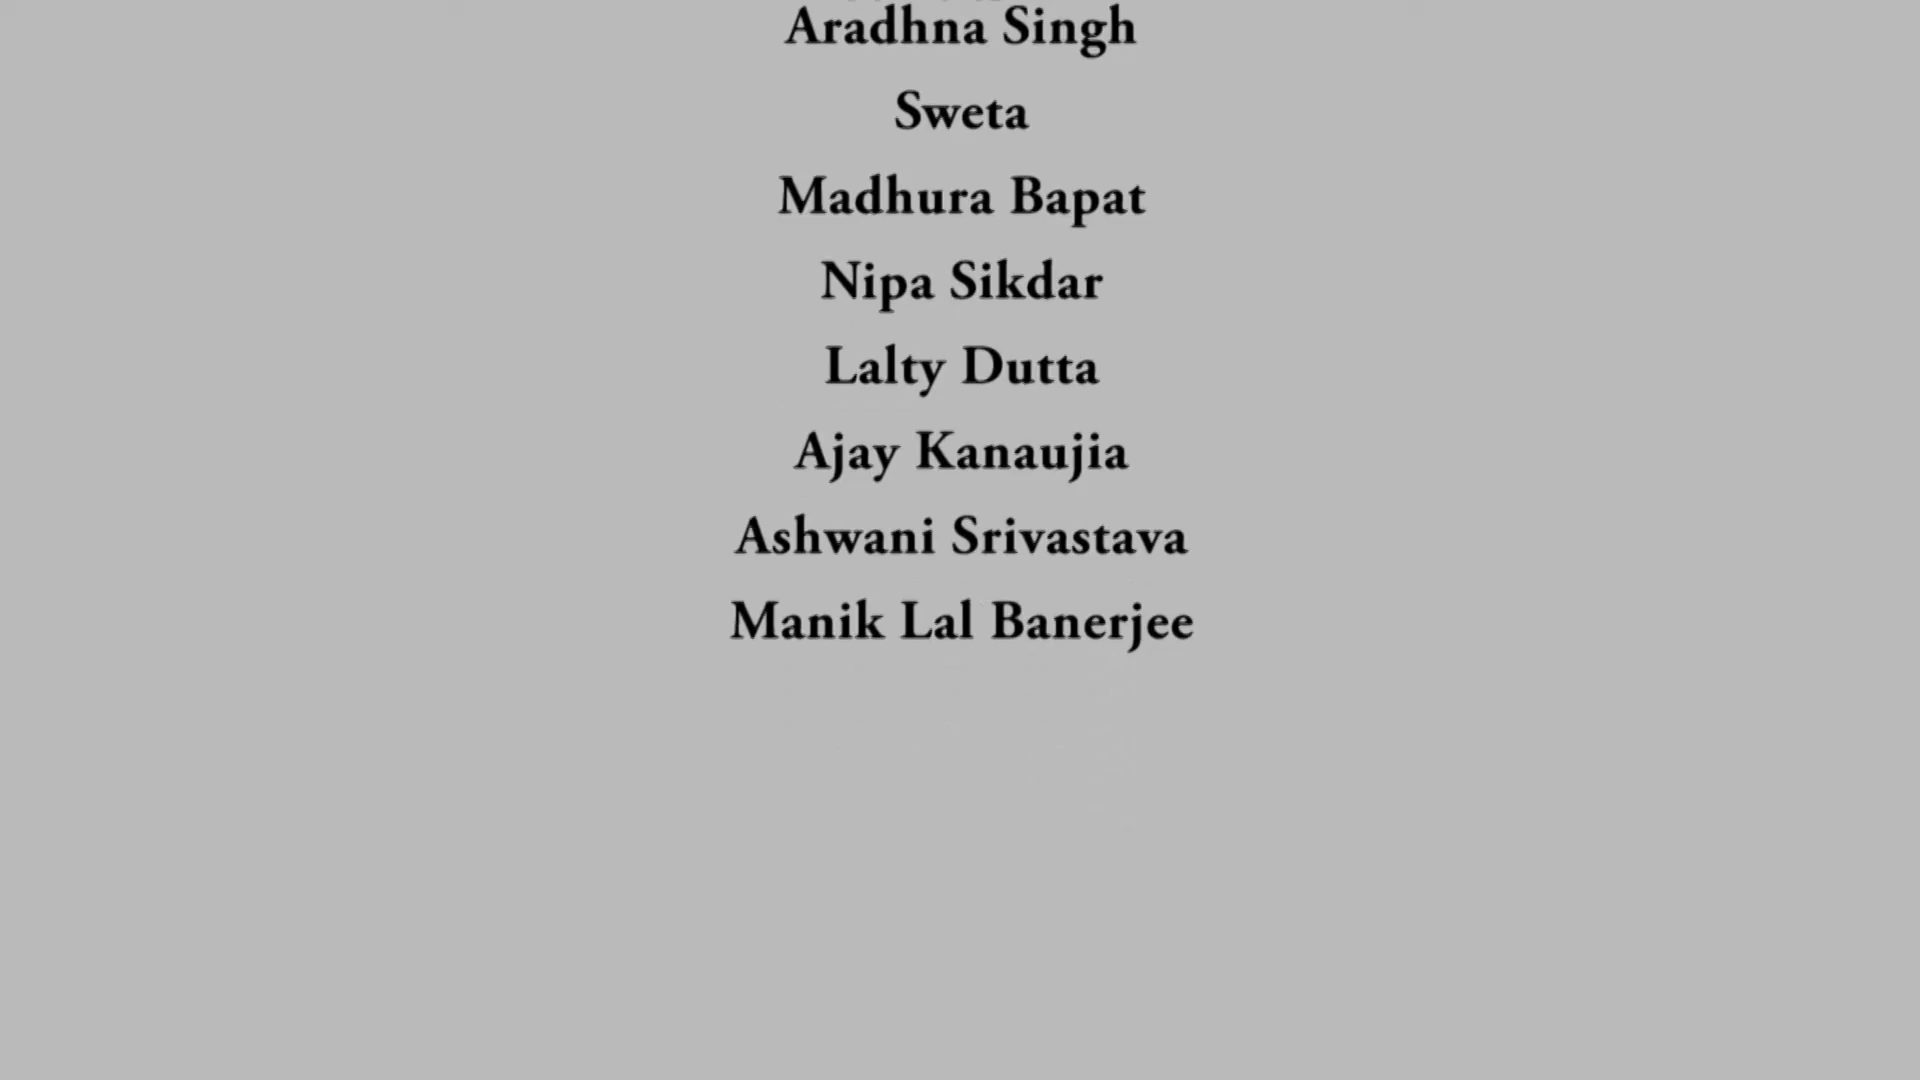 Aradhna Singh
Sweta
Madhura Bapat
Nipa Sikdar
Lalty Dutta
Ajay Kanaujia
Ashwani Srivastava
Manik Lal Banerjee